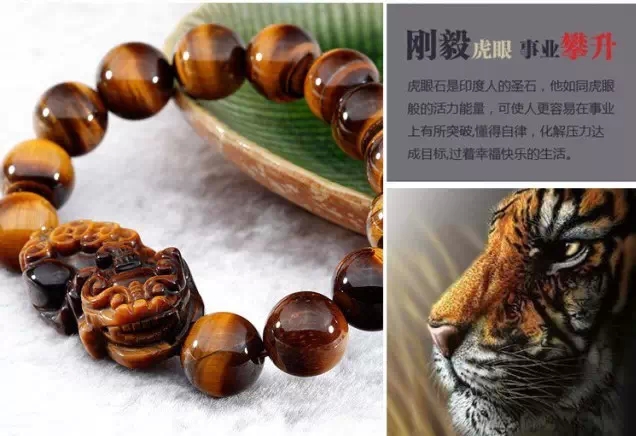 刚毅虎眼 事业攀升
虎眼石是印度人的圣石，他如同虎眼
般的活力能量，可使人更容易在事业
上有所突破,懂得自律，化解压力达
成目标,过着幸福快乐的生活。